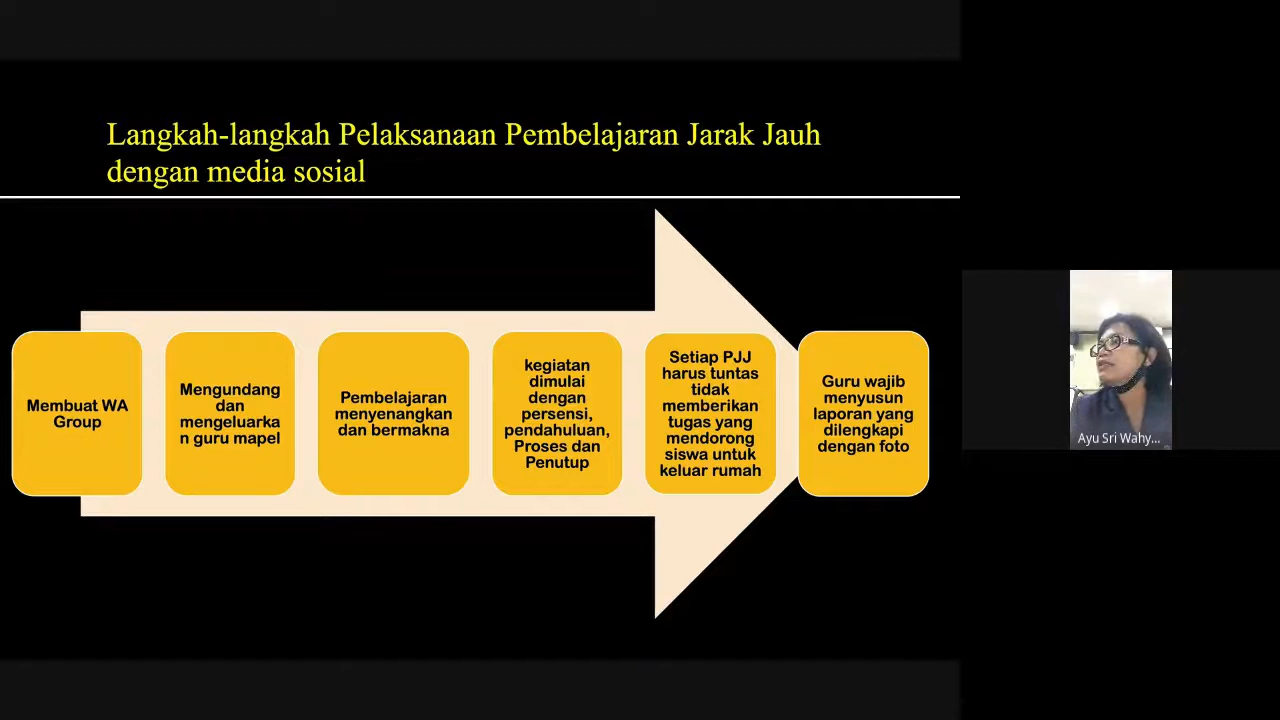 Langkah-langkah Pelaksanaan Pembelajaran Jarak Jauh
dengan media sosial
Membuat WA
Group
Mengundang
dan
mengeluarka
n guru mapel
Pembelajaran
menyenangkan
dan bermakna
kegiatan
dimulai
dengan
persensi,
pendahuluan,
Proses dan
Penutup
Setiap PJJ
harus tuntas
tidak
memberikan
tugas yang
mendorong
siswa untuk
keluar rumah
Guru wajib
menyusun
laporan yang
dilengkapi
dengan foto
Ayu Sri Wahy...